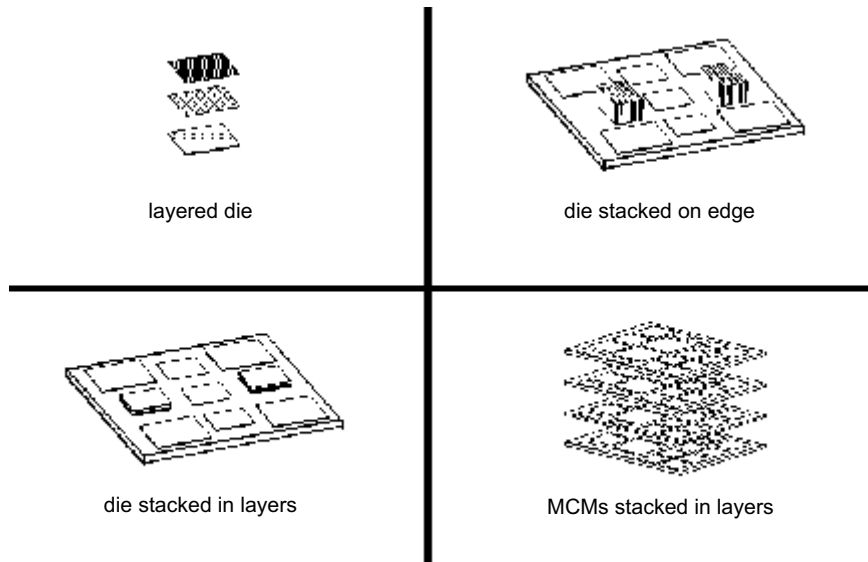 layered die
die stacked on edge
die stacked in layers
MCMs stacked in layers